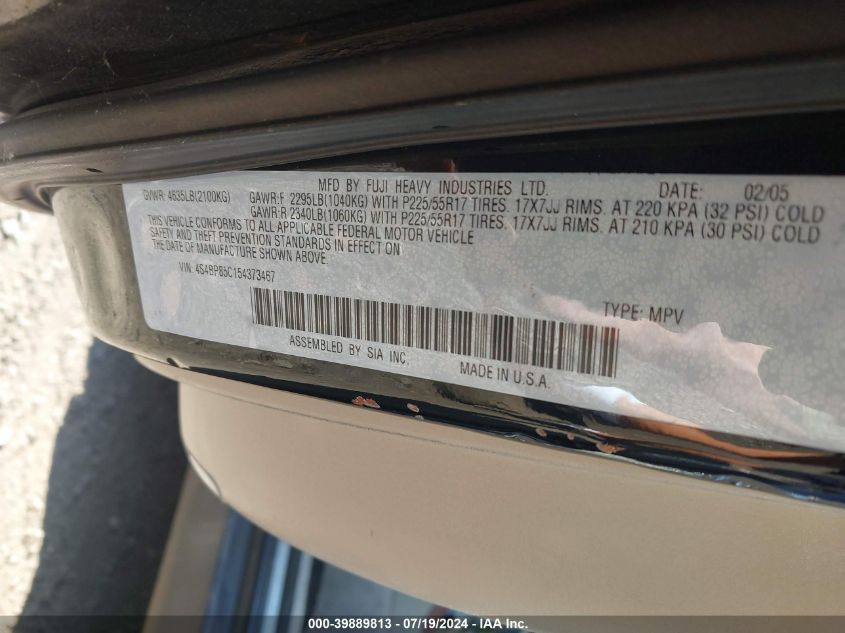 MFD BY FUJI HEAVY INDUSTRIES LTD. DATE: 02/05
GVWR: 4635LB(2100KG) GAWR:F 2295LB(1040KG) WITH P225/55R17 TIRES. 17X7JJ RIMS. AT 220 KPA (32 PSI) COLD
GAWR:R 2340LB(1060KG) WITH P225/55R17 TIRES. 17X7JJ RIMS. AT 210 KPA (30 PSI) COLD
THIS VEHICLE CONFORMS TO ALL APPLICABLE FEDERAL MOTOR VEHICLE
SAFETY AND THEFT PREVENTION STANDARDS IN EFFECT ON
THE DATE OF MANUFACTURE SHOWN ABOVE.
VIN: 4S4BP85C154373467
TYPE: MPV
ASSEMBLED BY SIA INC.
MADE IN U.S.A.
000-39889813 - 07/19/2024 - IAA Inc.